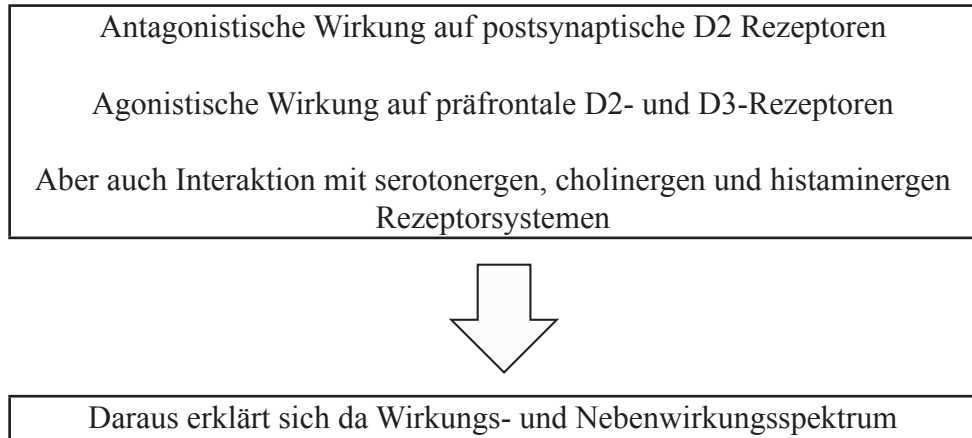 Antagonistische Wirkung auf postsynaptische D2 Rezeptoren
Agonistische Wirkung auf präfrontale D2- und D3-Rezeptoren
Aber auch Interaktion mit serotonergen, cholinergen und histaminergen
Rezeptorsystemen
Daraus erklärt sich da Wirkungs- und Nebenwirkungsspektrum